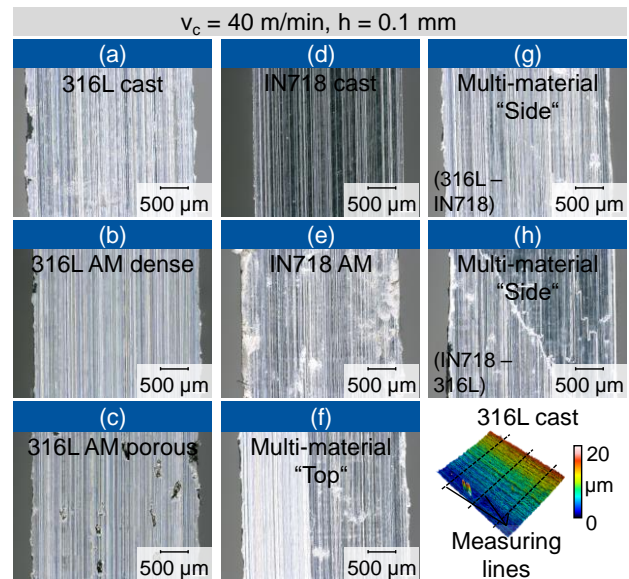 v_c = 40 m/min, h = 0.1 mm
(a)
316L cast
500 µm
(b)
316L AM dense
500 µm
(c)
316L AM porous
500 µm
(d)
IN718 cast
500 µm
(e)
IN718 AM
500 µm
(f)
Multi-material
“Top“
500 µm
(g)
Multi-material
“Side“
(316L –
IN718)
500 µm
(h)
Multi-material
“Side“
(IN718 –
316L)
500 µm
316L cast
20
µm
0
Measuring
lines